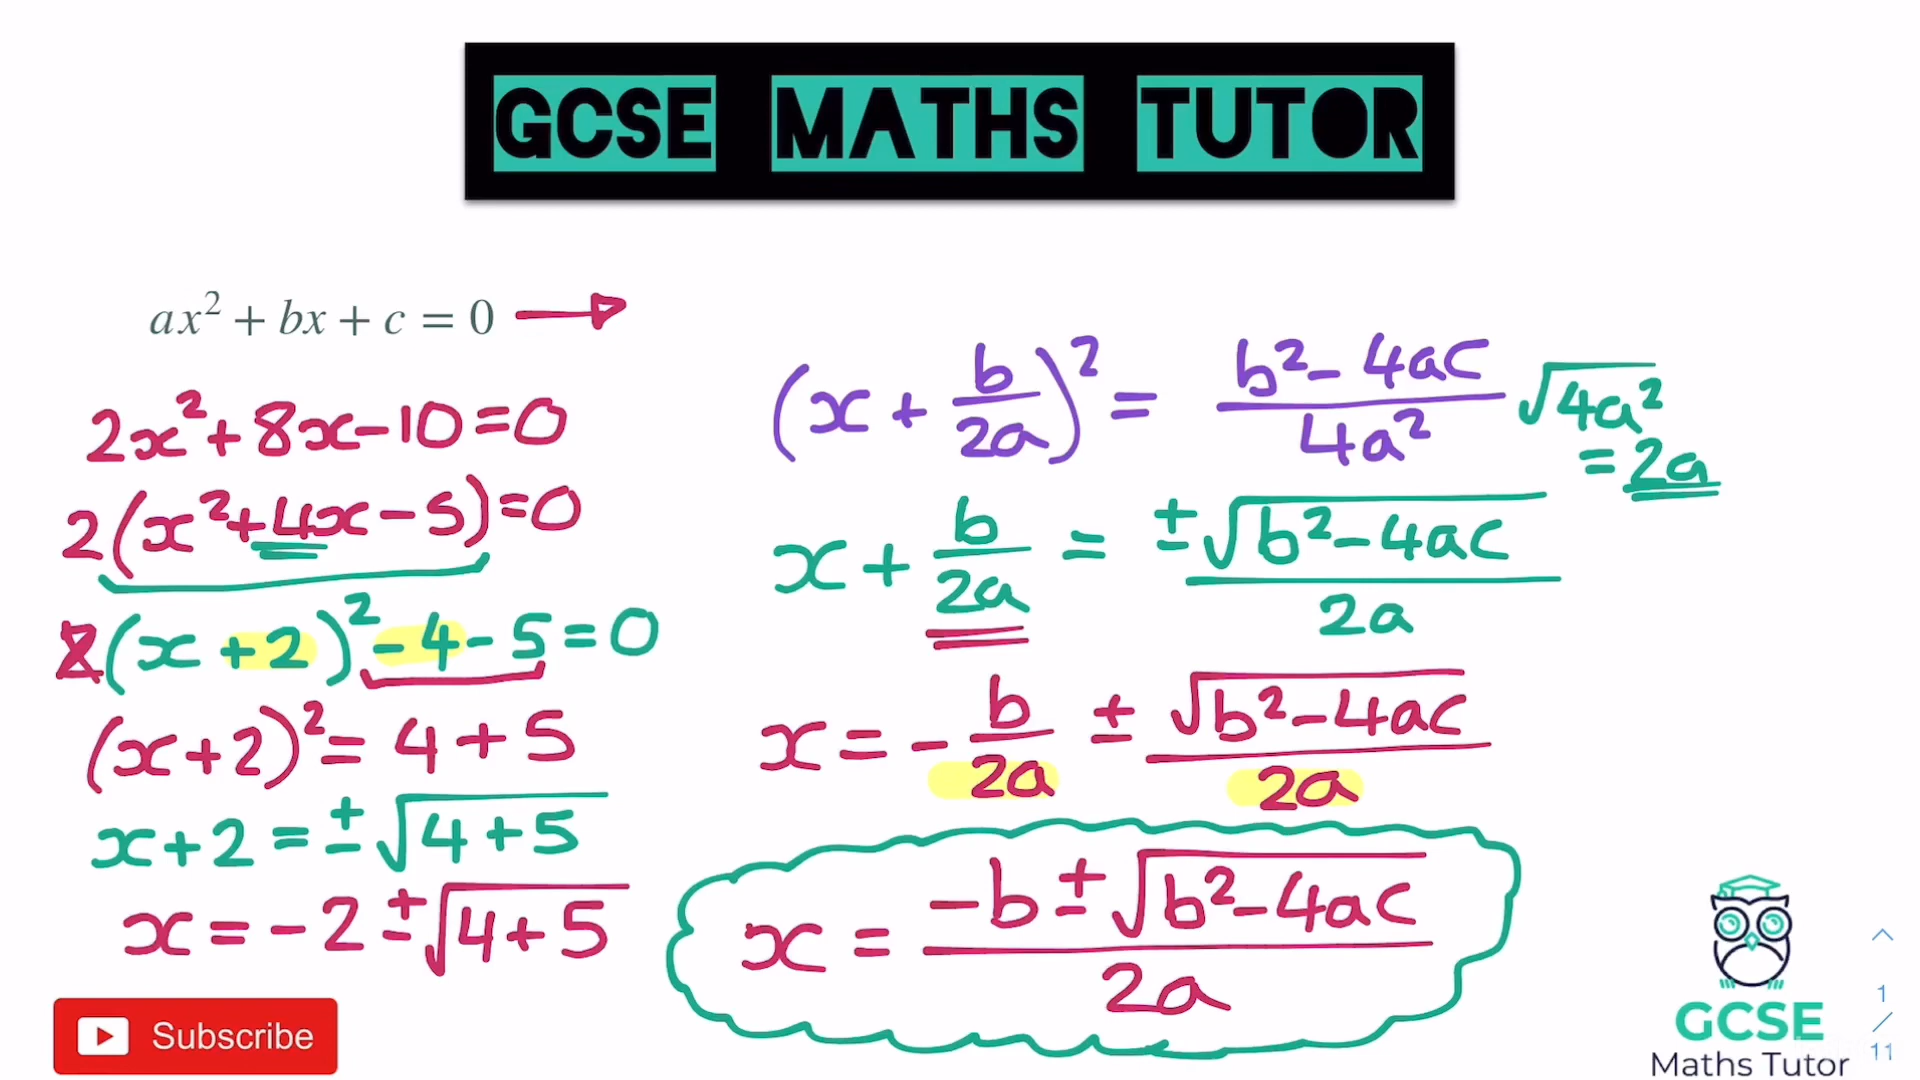 GCSE MATHS TUTOR
ax² + bx + c = 0
2x² + 8x - 10 = 0
2(x² + 4x - 5) = 0
2(x + 2)² - 4 - 5 = 0
(x + 2)² = 4 + 5
x + 2 = ± √(4 + 5)
x = - 2 ± √(4 + 5)
(x + b/2a)² = (b² - 4ac)/4a²
√(4a²)
= 2a
x + b/2a = ±√(b² - 4ac)/2a
x = - b/2a ± √(b² - 4ac)/2a
x = (-b ± √(b² - 4ac))/2a
Subscribe
GCSE
Maths Tutor
1
/
11